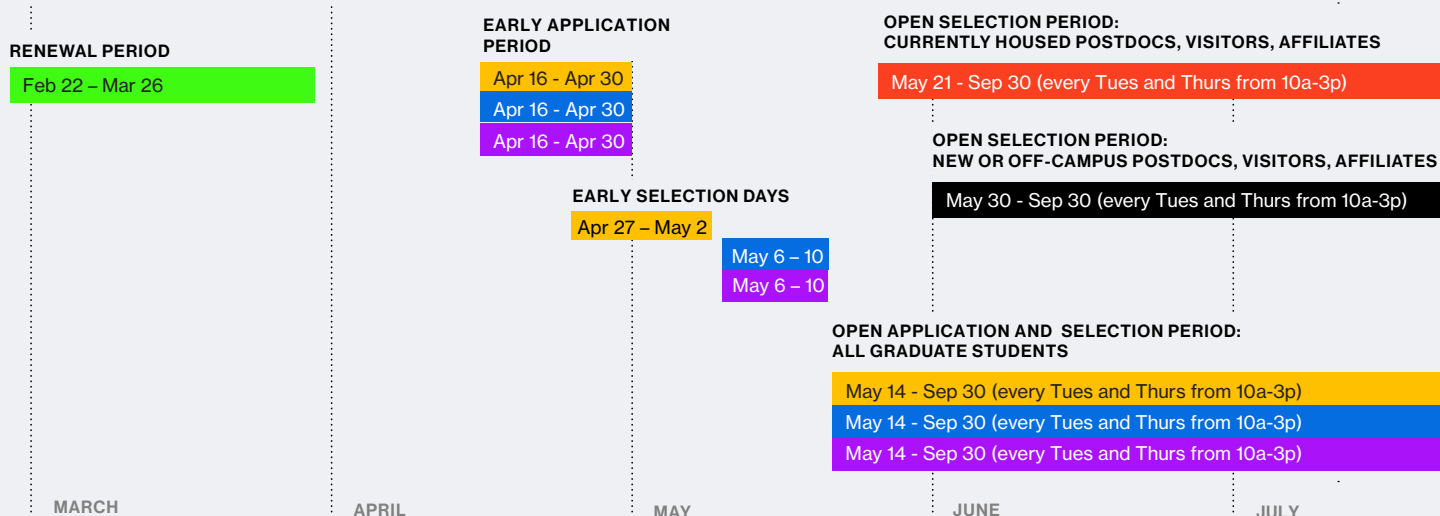 RENEWAL PERIOD
Feb 22 – Mar 26
EARLY APPLICATION
PERIOD
Apr 16 - Apr 30
Apr 16 - Apr 30
Apr 16 - Apr 30
EARLY SELECTION DAYS
Apr 27 – May 2
May 6 – 10
May 6 – 10
OPEN SELECTION PERIOD:
CURRENTLY HOUSED POSTDOCS, VISITORS, AFFILIATES
May 21 - Sep 30 (every Tues and Thurs from 10a-3p)
OPEN SELECTION PERIOD:
NEW OR OFF-CAMPUS POSTDOCS, VISITORS, AFFILIATES
May 30 - Sep 30 (every Tues and Thurs from 10a-3p)
OPEN APPLICATION AND SELECTION PERIOD:
ALL GRADUATE STUDENTS
May 14 - Sep 30 (every Tues and Thurs from 10a-3p)
May 14 - Sep 30 (every Tues and Thurs from 10a-3p)
May 14 - Sep 30 (every Tues and Thurs from 10a-3p)
MARCH
APRIL
MAY
JUNE
JULY